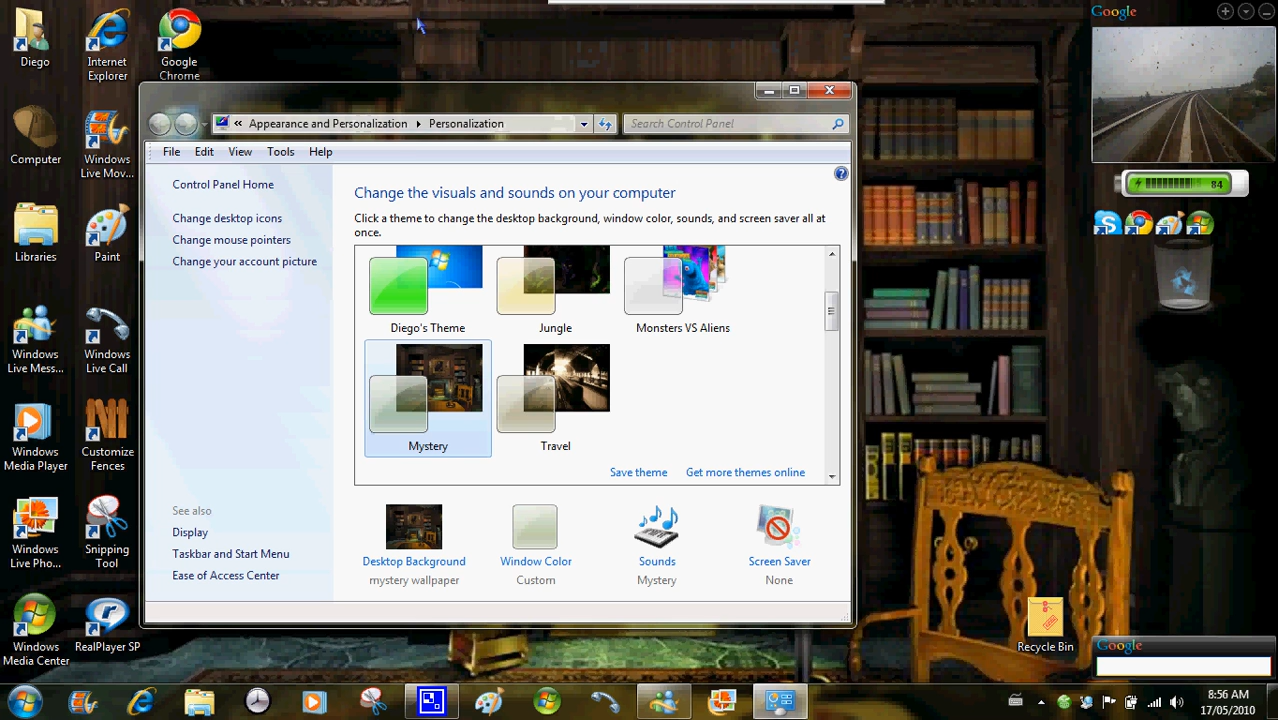 Diego
Internet
Explorer
Google
Chrome
Computer
Windows
Live Mov...
Libraries
Paint
Windows
Live Mess...
Windows
Live Call
Windows
Media Player
Customize
Fences
Windows
Live Pho...
Snipping
Tool
Windows
Media Center
RealPlayer SP
« Appearance and Personalization Personalization
Search Control Panel
File Edit View Tools Help
Control Panel Home
Change desktop icons
Change mouse pointers
Change your account picture
See also
Display
Taskbar and Start Menu
Ease of Access Center
Change the visuals and sounds on your computer
Click a theme to change the desktop background, window color, sounds, and screen saver all at
once.
Diego's Theme
Jungle
Monsters VS Aliens
Mystery
Travel
Save theme
Get more themes online
Desktop Background
mystery wallpaper
Window Color
Custom
Sounds
Mystery
Screen Saver
None
Google
84
Recycle Bin
Google
8:56 AM
17/05/2010